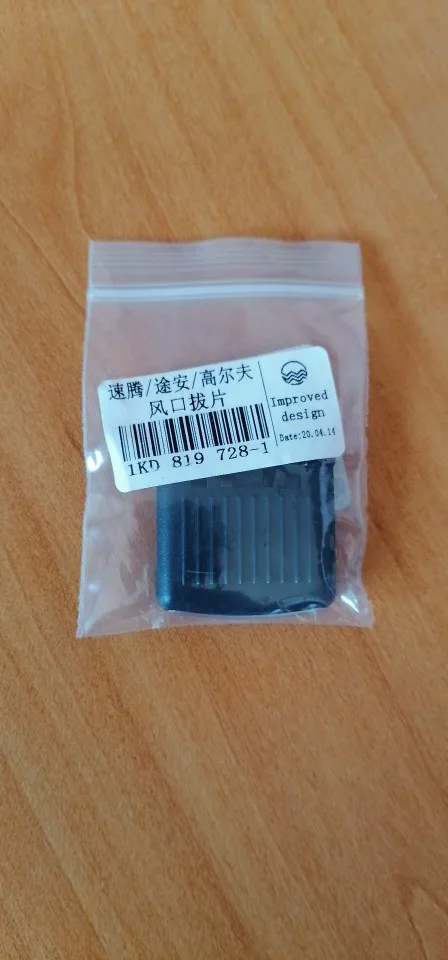 速腾/途安/高尔夫
风口拔片
1KD 819 728-1
Improved
design
Date:20.04.14